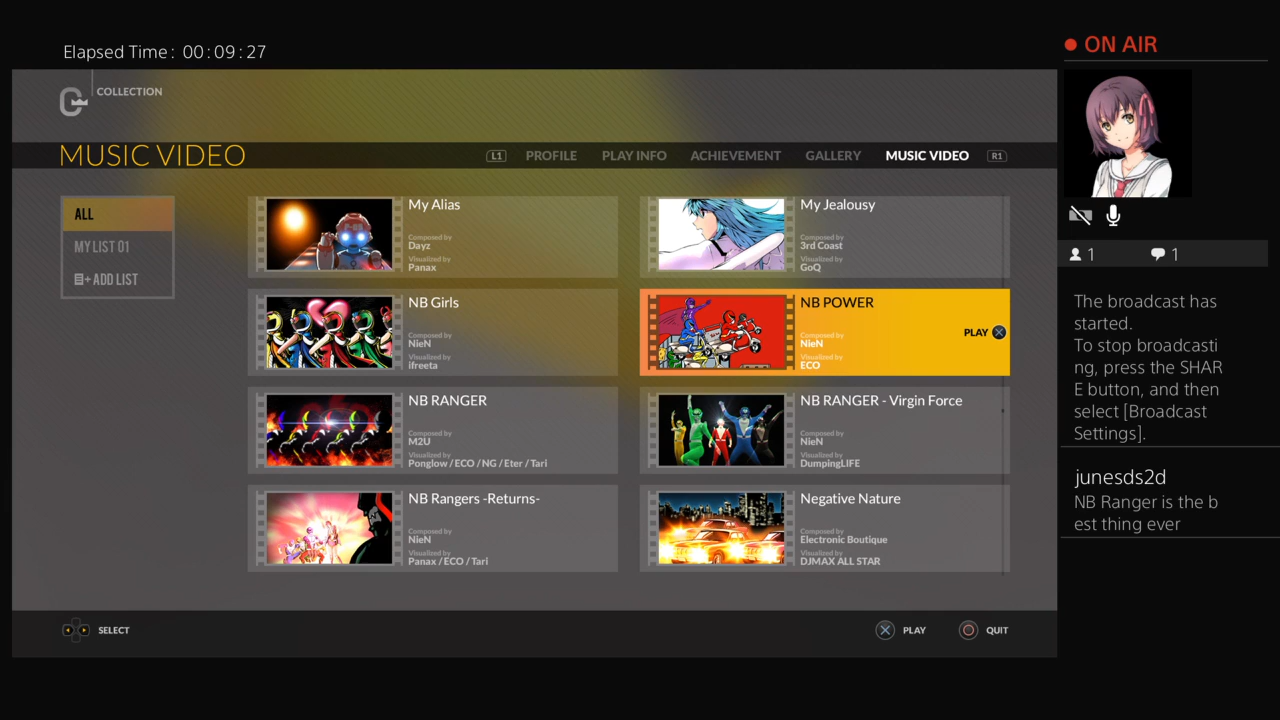 Elapsed Time: 00:09:27
ON AIR
COLLECTION
MUSIC VIDEO
L1 PROFILE PLAY INFO ACHIEVEMENT GALLERY MUSIC VIDEO R1
ALL
MY LIST 01
+ ADD LIST
My Alias
Composed by
Dayz
Visualized by
Panax
My Jealousy
Composed by
3rd Coast
Visualized by
GoQ
NB Girls
Composed by
NieN
Visualized by
ifreeta
NB POWER
Composed by
NieN
Visualized by
ECO
PLAY
NB RANGER
Composed by
M2U
Visualized by
Ponglow / ECO / NG / Eter / Tari
NB RANGER - Virgin Force
Composed by
NieN
Visualized by
DumpingLIFE
NB Rangers -Returns-
Composed by
NieN
Visualized by
Panax / ECO / Tari
Negative Nature
Composed by
Electronic Boutique
Visualized by
DJMAX ALL STAR
SELECT
PLAY
QUIT
1
1
The broadcast has
started.
To stop broadcasti
ng, press the SHAR
E button, and then
select [Broadcast
Settings].
junesds2d
NB Ranger is the b
est thing ever